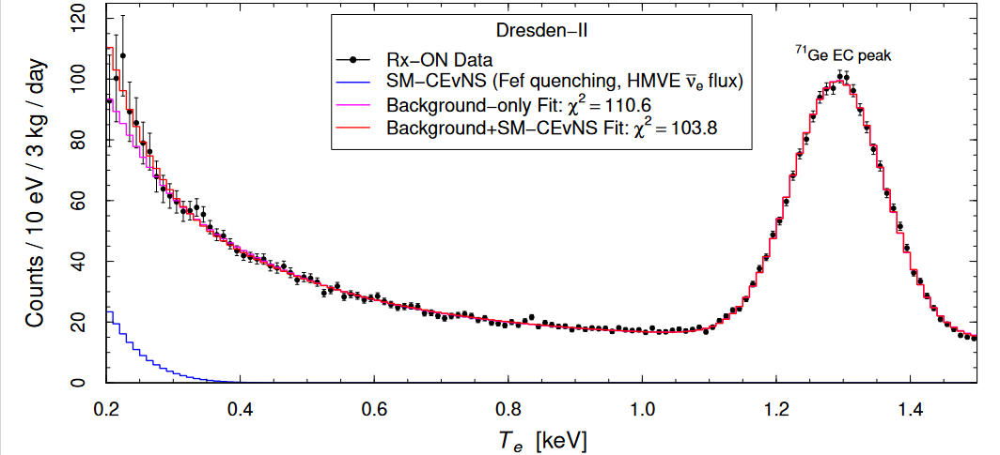 Dresden−II
Rx−ON Data
SM−CEvNS (Fef quenching, HMVE ν̅e flux)
Background−only Fit: χ² = 110.6
Background+SM−CEvNS Fit: χ² = 103.8
⁷¹Ge EC peak
Counts / 10 eV / 3 kg / day
120
100
80
60
40
20
0
0.2 0.4 0.6 0.8 1.0 1.2 1.4
Te [keV]